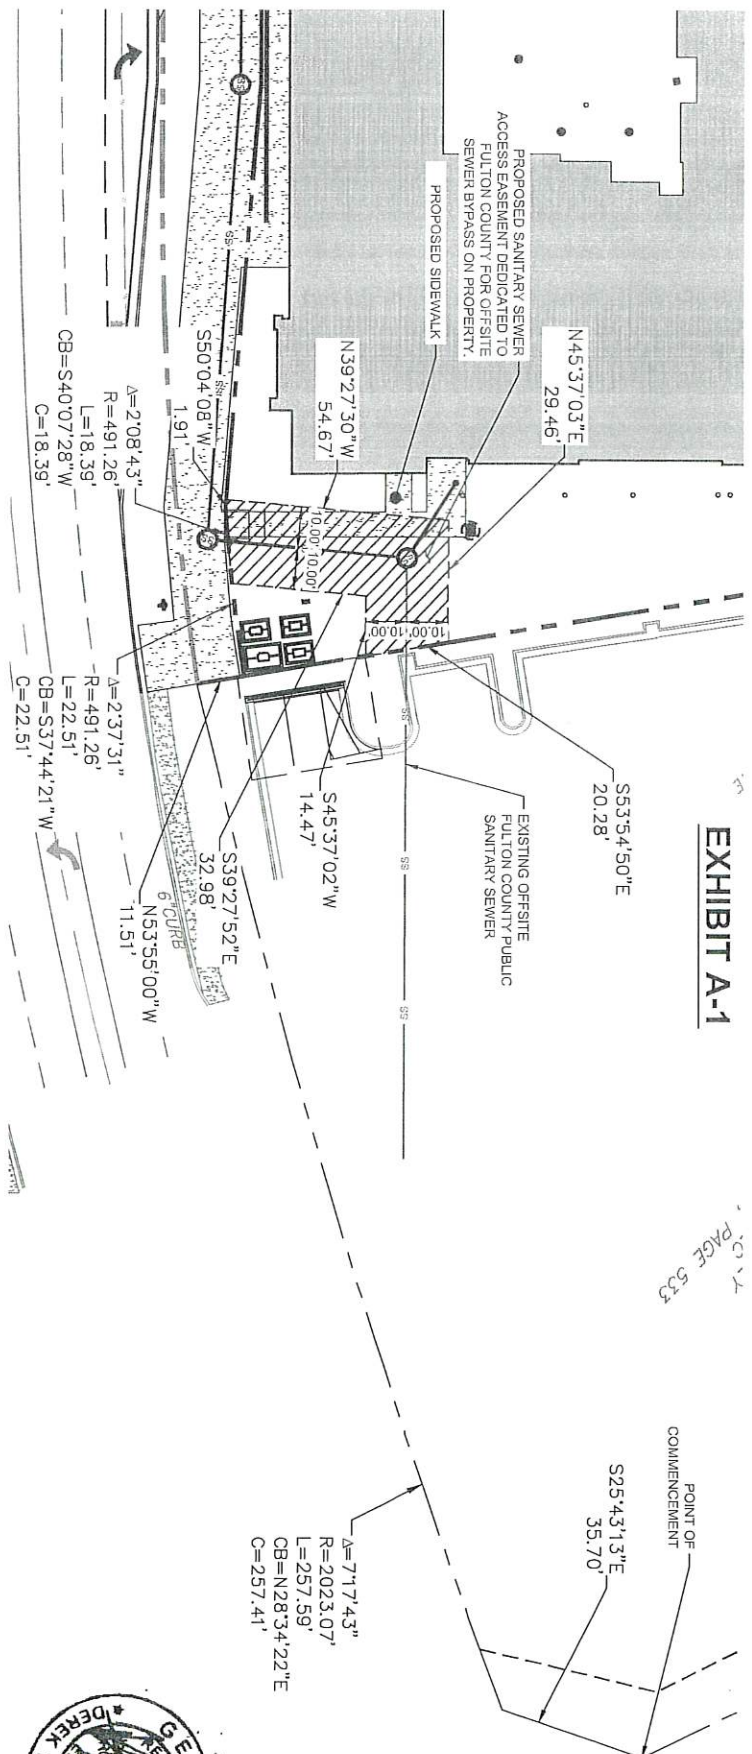 EXHIBIT A-1
PAGE 533
POINT OF
COMMENCEMENT
S25°43'13"E
35.70'
Δ=7°17'43"
R=2023.07'
L=257.59'
CB=N28°34'22"E
C=257.41'
S53°54'50"E
20.28'
EXISTING OFFSITE
FULTON COUNTY PUBLIC
SANITARY SEWER
SS
SS
SS
S45°37'02"W
14.47'
S39°27'52"E
32.98'
N53°55'00"W
11.51'
6" CURB
Δ=2°37'31"
R=491.26'
L=22.51'
CB=S37°44'21"W
C=22.51'
N45°37'03"E
29.46'
PROPOSED SANITARY SEWER
ACCESS EASEMENT DEDICATED TO
FULTON COUNTY FOR OFFSITE
SEWER BYPASS ON PROPERTY.
PROPOSED SIDEWALK
N39°27'30"W
54.67'
10.00'
10.00'
10.00'
10.00'
SS
SS
SS
SS
SS
S50°04'08"W
1.91'
Δ=2°08'43"
R=491.26'
L=18.39'
CB=S40°07'28"W
C=18.39'
DEREK